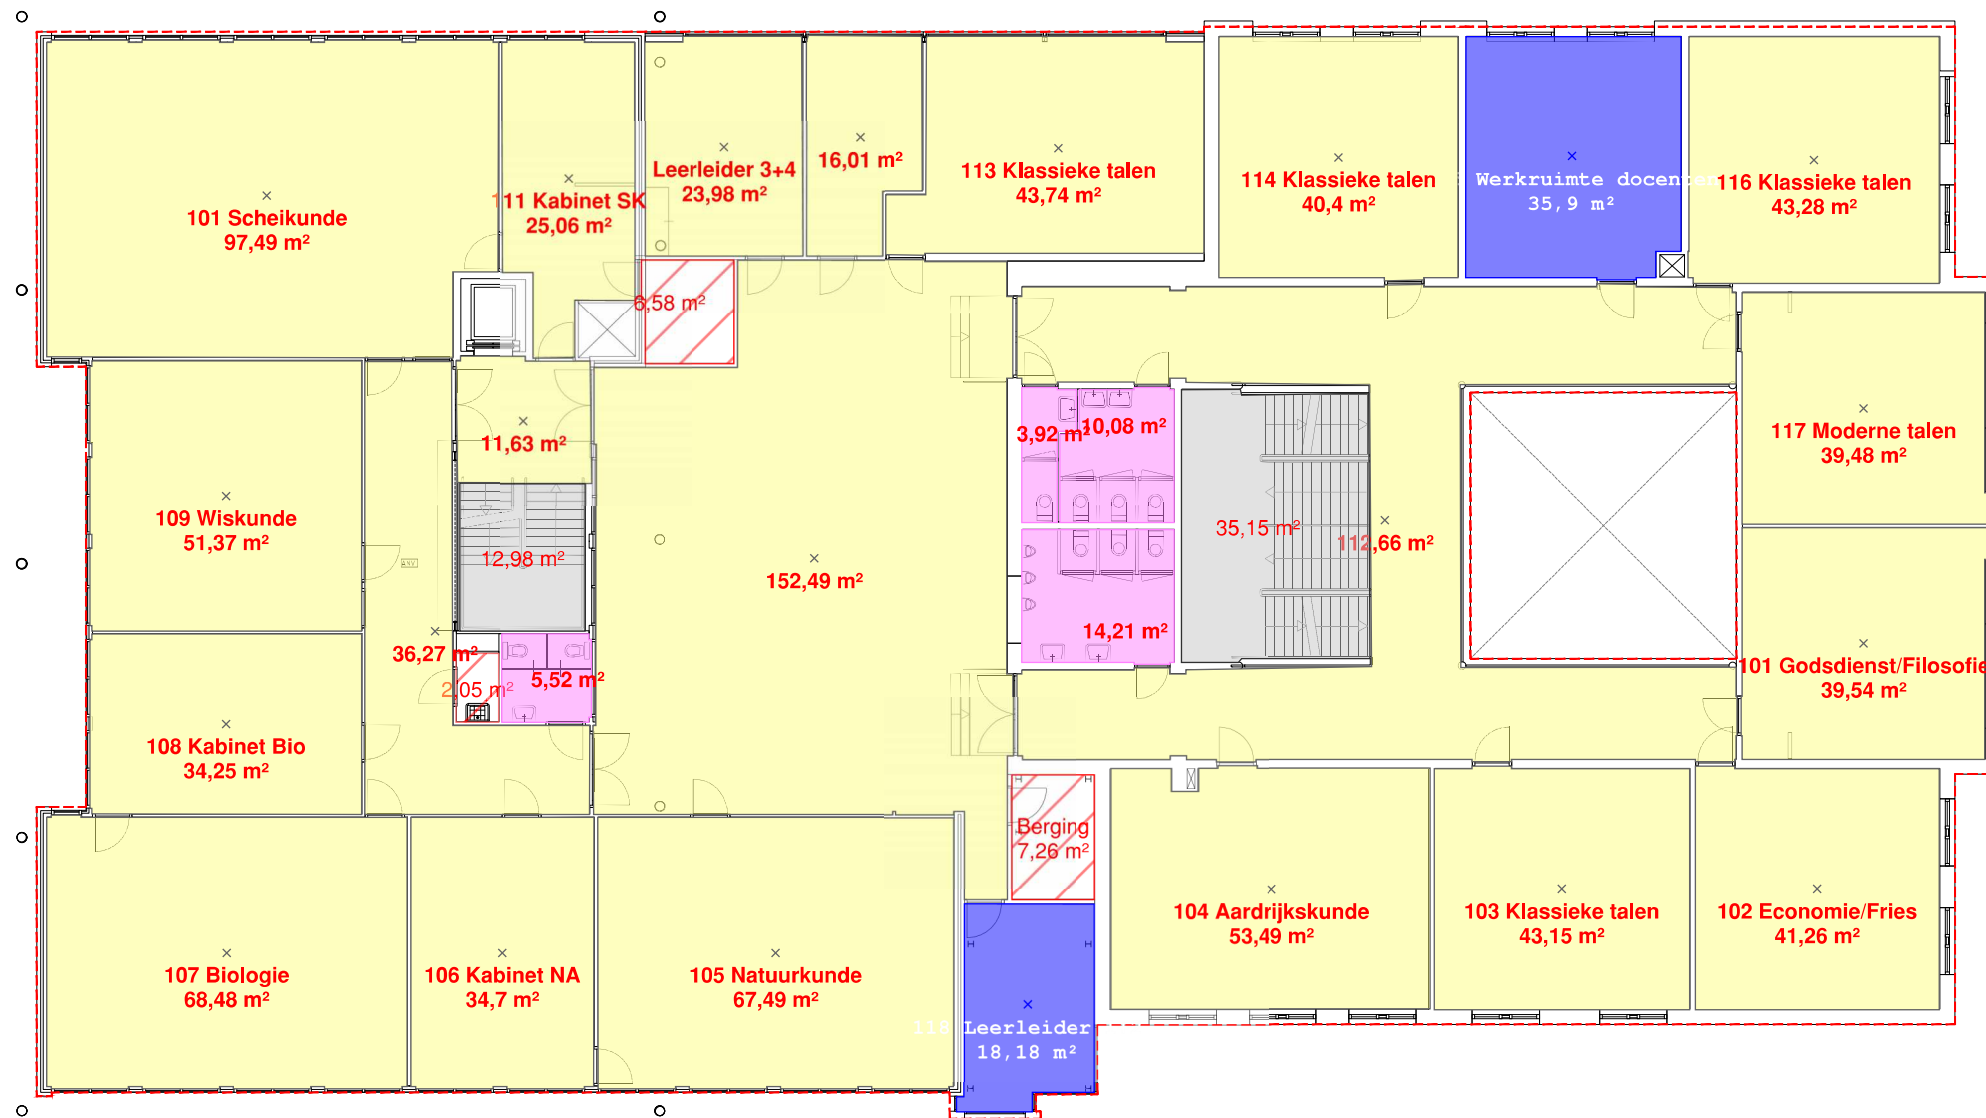 101 Scheikunde
97,49 m²
111 Kabinet SK
25,06 m²
Leerleider 3+4
23,98 m²
16,01 m²
113 Klassieke talen
43,74 m²
114 Klassieke talen
40,4 m²
Werkruimte docenten
35,9 m²
116 Klassieke talen
43,28 m²
6,58 m²
11,63 m²
3,92 m²
10,08 m²
117 Moderne talen
39,48 m²
109 Wiskunde
51,37 m²
12,98 m²
152,49 m²
35,15 m²
112,66 m²
36,27 m²
2,05 m²
5,52 m²
14,21 m²
101 Godsdienst/Filosofie
39,54 m²
108 Kabinet Bio
34,25 m²
Berging
7,26 m²
104 Aardrijkskunde
53,49 m²
103 Klassieke talen
43,15 m²
102 Economie/Fries
41,26 m²
107 Biologie
68,48 m²
106 Kabinet NA
34,7 m²
105 Natuurkunde
67,49 m²
118 Leerleider
18,18 m²